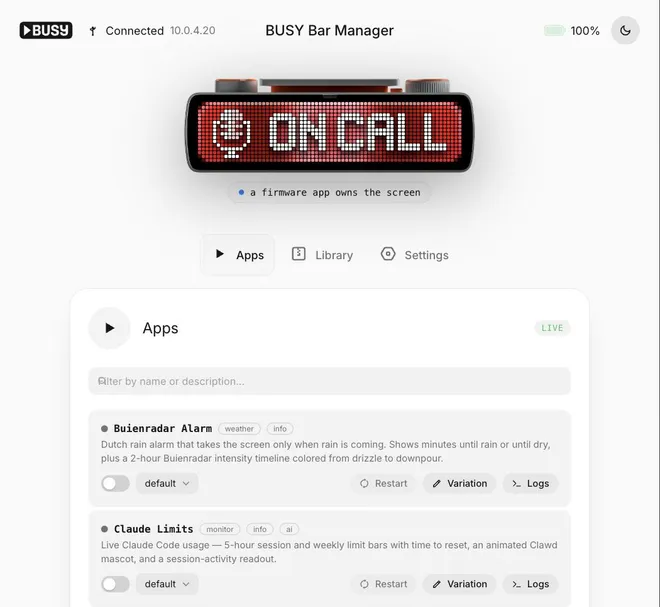 BUSY
Connected 10.0.4.20
BUSY Bar Manager
100%
ON CALL
a firmware app owns the screen
Apps
Library
Settings
Apps
LIVE
Filter by name or description...
Buienradar Alarm weather info
Dutch rain alarm that takes the screen only when rain is coming. Shows minutes until rain or until dry,
plus a 2-hour Buienradar intensity timeline colored from drizzle to downpour.
default
Restart
Variation
Logs
Claude Limits monitor info ai
Live Claude Code usage — 5-hour session and weekly limit bars with time to reset, an animated Clawd
mascot, and a session-activity readout.
default
Restart
Variation
Logs